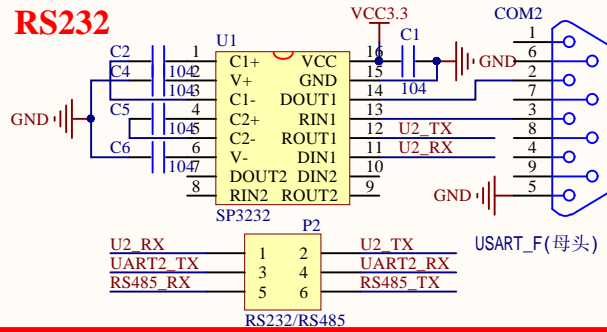 RS232
VCC3.3
COM2
U1
C1
C2
104
C4
104
C5
104
C6
104
GND
1 C1+ VCC 16
2 V+ GND 15
3 C1- DOUT1 14
4 C2+ RIN1 13
5 C2- ROUT1 12 U2_TX
6 V- DIN1 11 U2_RX
7 DOUT2 DIN2 10
8 RIN2 ROUT2 9
SP3232
104
GND
GND
1
6
2
7
3
8
4
9
5
USART_F(母头)
P2
U2_RX 1 2 U2_TX
UART2_TX 3 4 UART2_RX
RS485_RX 5 6 RS485_TX
RS232/RS485